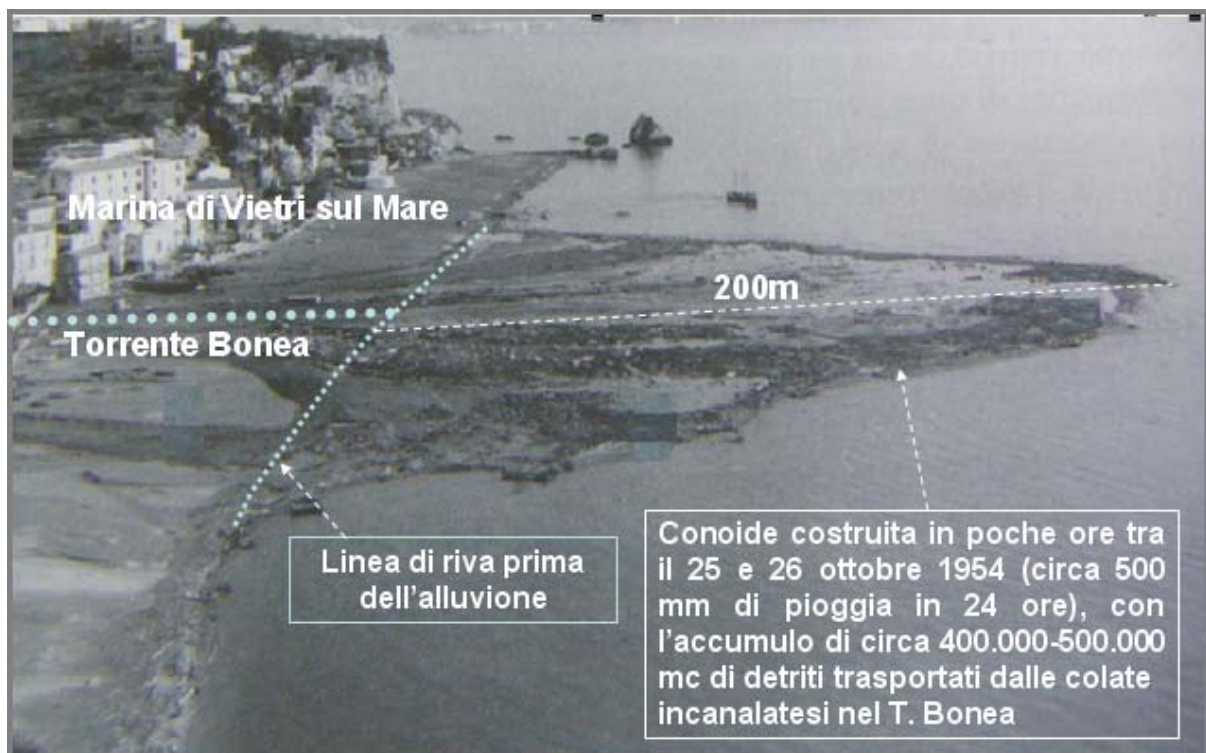 Marina di Vietri sul Mare
200m
Torrente Bonea
Linea di riva prima
dell'alluvione
Conoide costruita in poche ore tra
il 25 e 26 ottobre 1954 (circa 500
mm di pioggia in 24 ore), con
l'accumulo di circa 400.000-500.000
mc di detriti trasportati dalle colate
incanalatesi nel T. Bonea